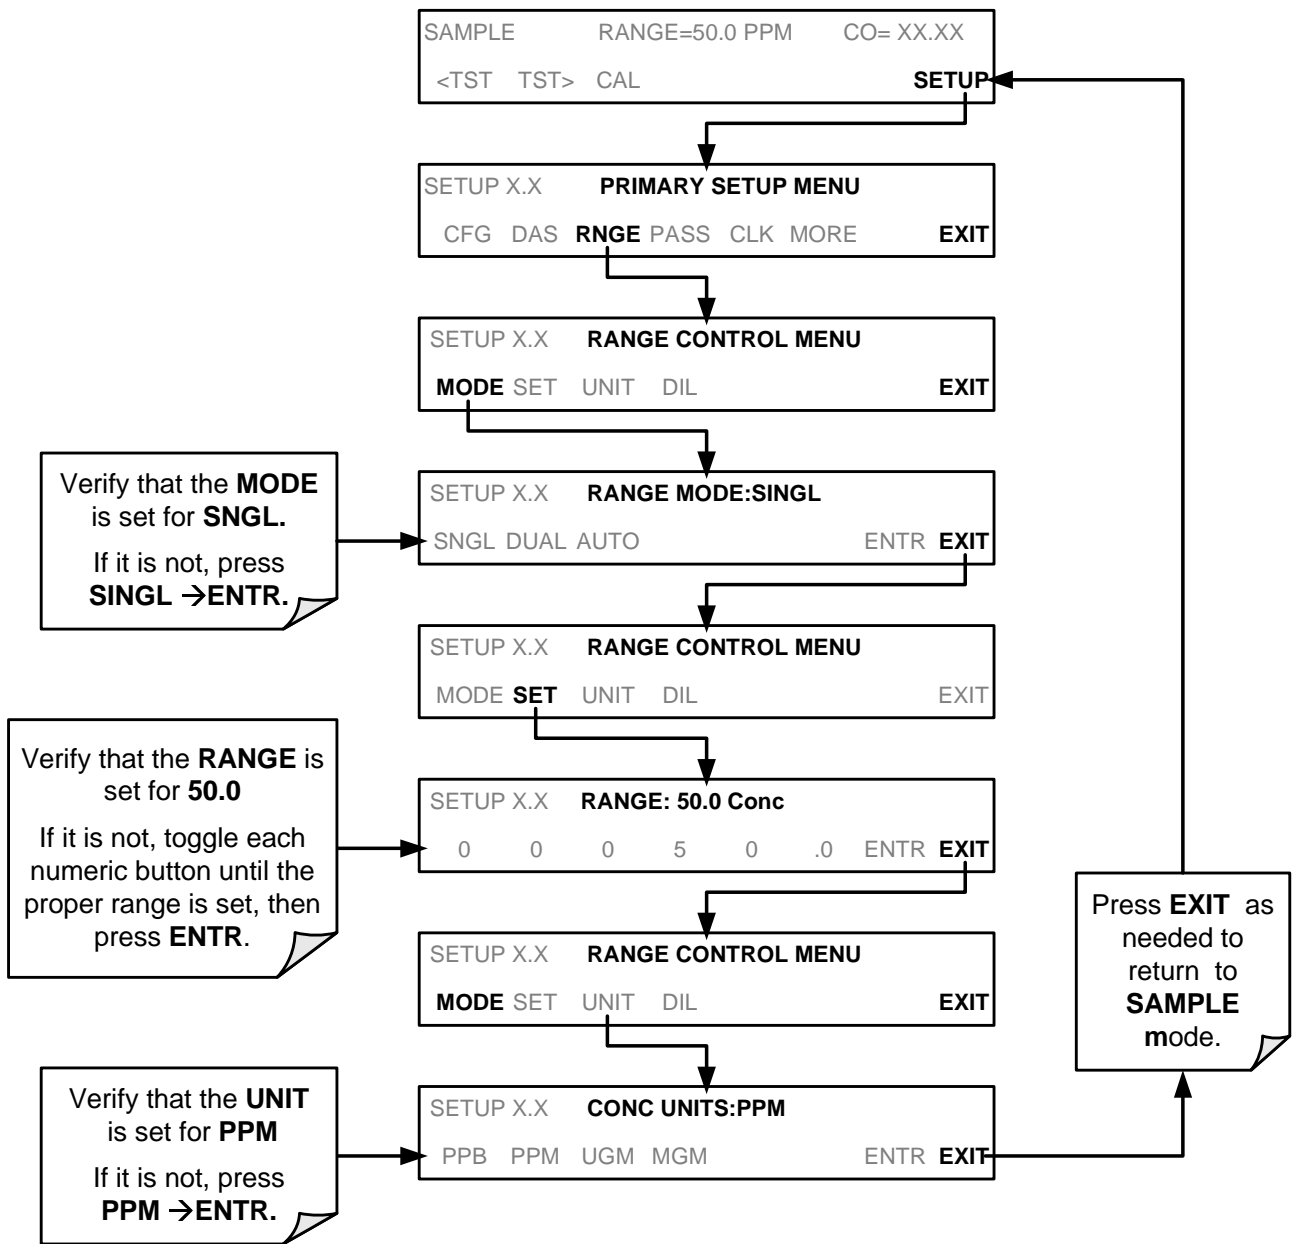 SAMPLE RANGE=50.0 PPM CO= XX.XX
<TST TST> CAL SETUP
SETUP X.X PRIMARY SETUP MENU
CFG DAS RNGE PASS CLK MORE EXIT
SETUP X.X RANGE CONTROL MENU
MODE SET UNIT DIL EXIT
Verify that the MODE
is set for SNGL.
If it is not, press
SINGL →ENTR.
SETUP X.X RANGE MODE:SINGL
SNGL DUAL AUTO ENTR EXIT
SETUP X.X RANGE CONTROL MENU
MODE SET UNIT DIL EXIT
Verify that the RANGE is
set for 50.0
If it is not, toggle each
numeric button until the
proper range is set, then
press ENTR.
SETUP X.X RANGE: 50.0 Conc
0 0 0 5 0 .0 ENTR EXIT
SETUP X.X RANGE CONTROL MENU
MODE SET UNIT DIL EXIT
Press EXIT as
needed to
return to
SAMPLE
mode.
Verify that the UNIT
is set for PPM
If it is not, press
PPM →ENTR.
SETUP X.X CONC UNITS:PPM
PPB PPM UGM MGM ENTR EXIT